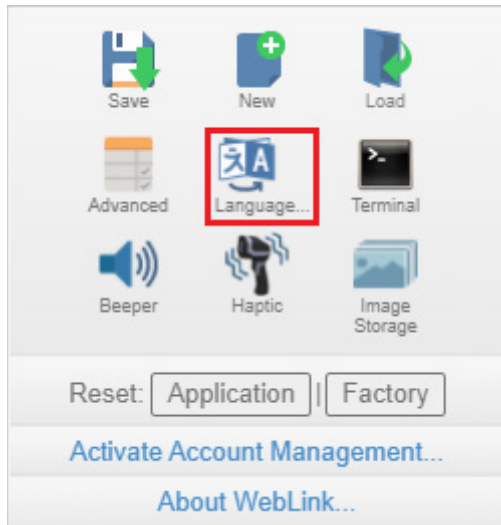 Save New Load
Advanced Language... Terminal
Beeper Haptic Image
Storage
Reset: Application | Factory
Activate Account Management...
About WebLink...